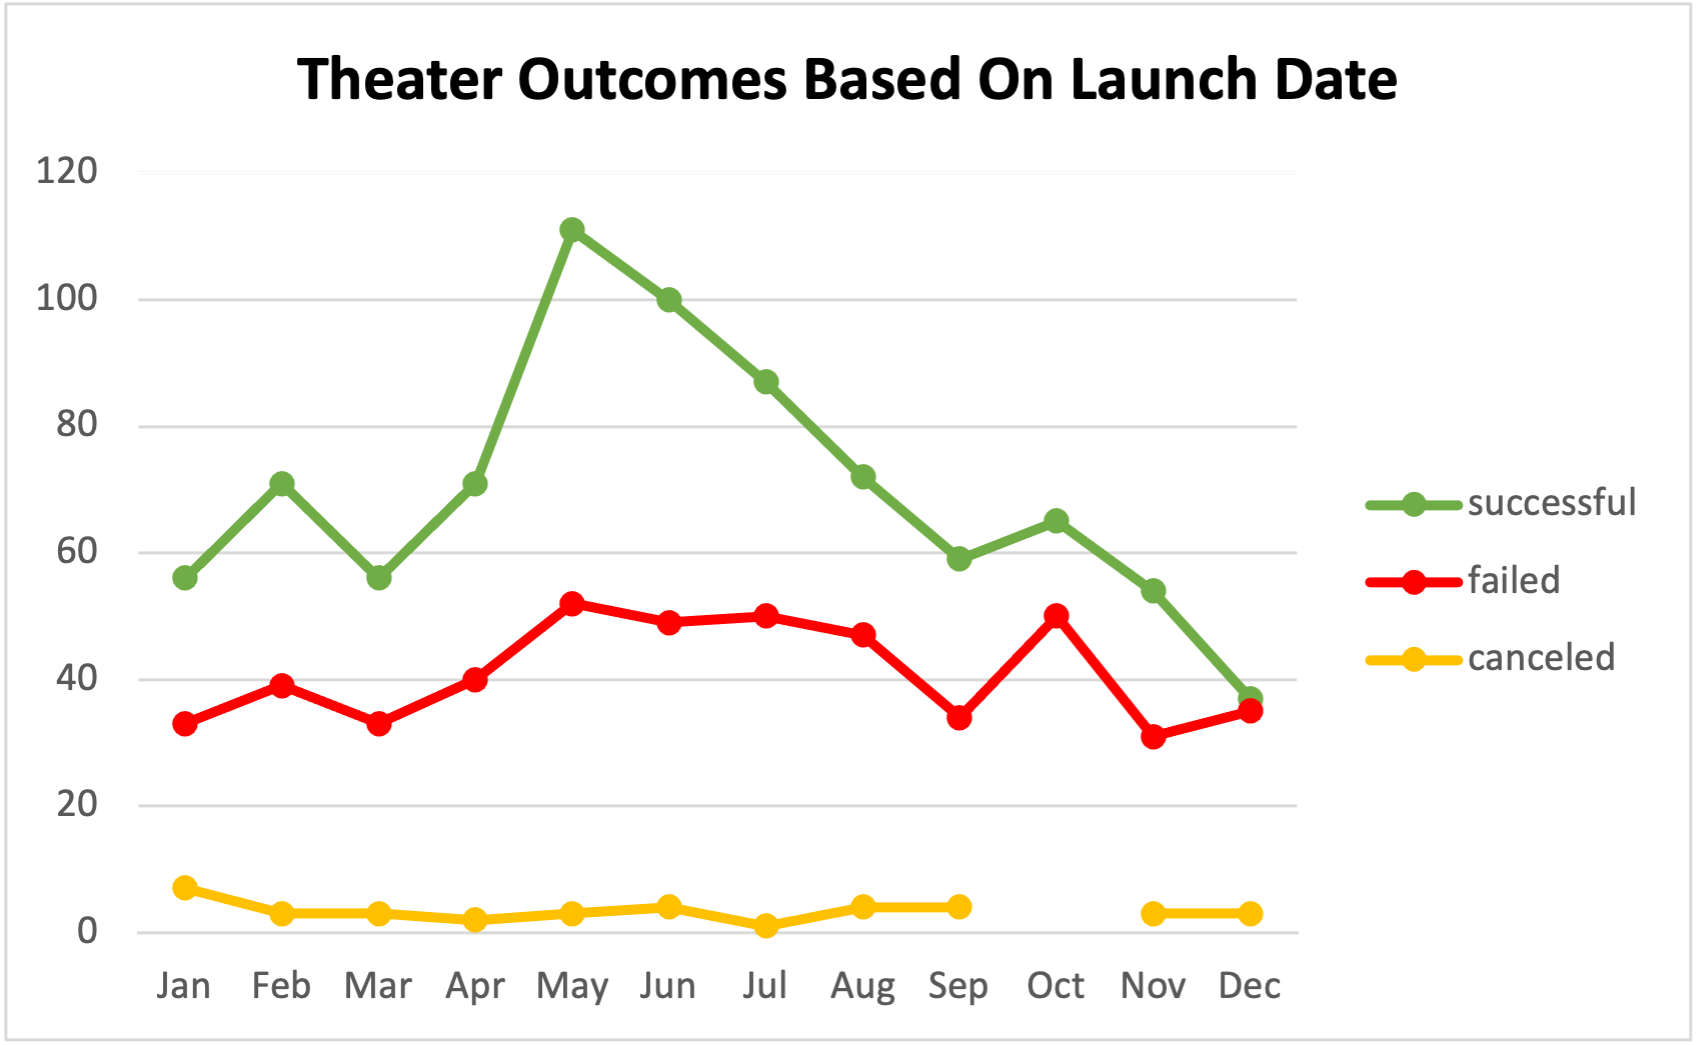 Theater Outcomes Based On Launch Date
120
100
80
60
40
20
0
Jan Feb Mar Apr May Jun Jul Aug Sep Oct Nov Dec
successful
failed
canceled